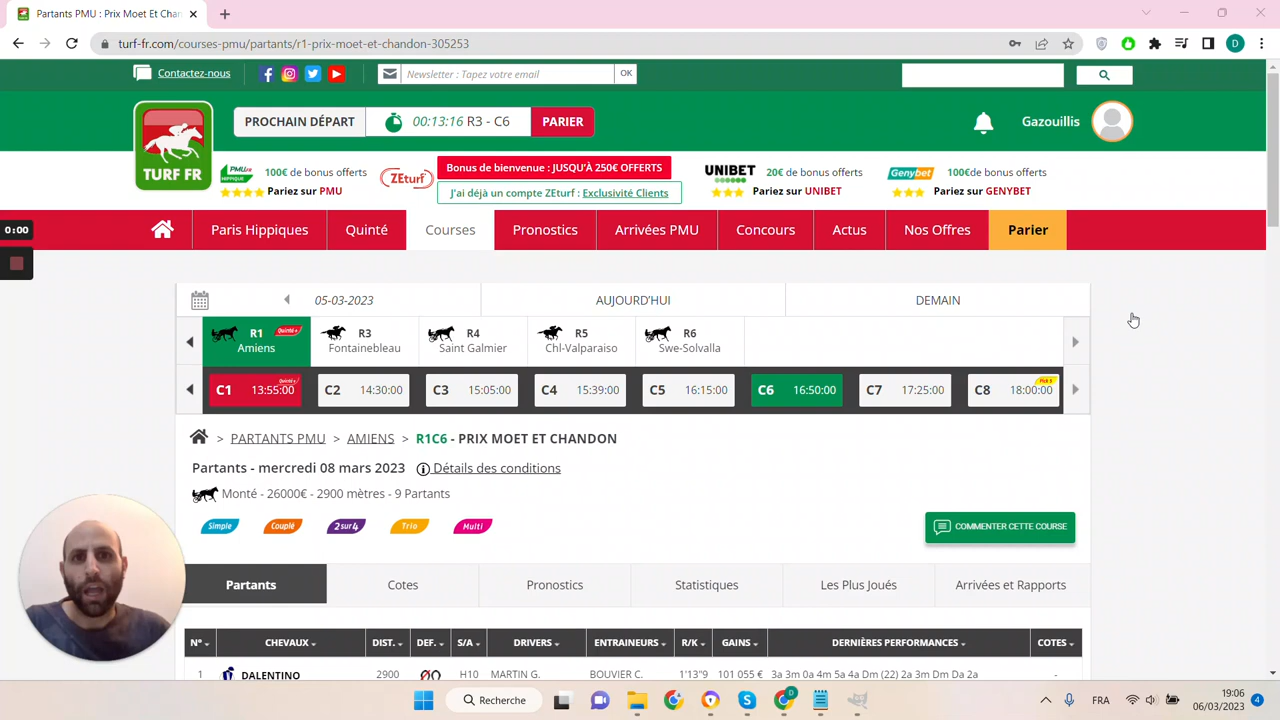 Partants PMU : Prix Moet Et Chan
turf-fr.com/courses-pmu/partants/r1-prix-moet-et-chandon-305253
D
Contactez-nous
Newsletter : Tapez votre email
OK
TURF FR
PROCHAIN DÉPART
00:13:16 R3 - C6
PARIER
Gazouillis
100€ de bonus offerts
Pariez sur PMU
ZEturf
Bonus de bienvenue : JUSQU'À 250€ OFFERTS
J'ai déjà un compte ZEturf : Exclusivité Clients
UNIBET
20€ de bonus offerts
Pariez sur UNIBET
Genybet
100€de bonus offerts
Pariez sur GENYBET
0:00
Paris Hippiques
Quinté
Courses
Pronostics
Arrivées PMU
Concours
Actus
Nos Offres
Parier
05-03-2023
AUJOURD'HUI
DEMAIN
R1 Quinté+
Amiens
R3
Fontainebleau
R4
Saint Galmier
R5
Chl-Valparaiso
R6
Swe-Solvalla
C1 13:55:00
C2 14:30:00
C3 15:05:00
C4 15:39:00
C5 16:15:00
C6 16:50:00
C7 17:25:00
C8 18:00:00
> PARTANTS PMU > AMIENS > R1C6 - PRIX MOET ET CHANDON
Partants - mercredi 08 mars 2023 Détails des conditions
Monté - 26000€ - 2900 mètres - 9 Partants
Simple
Couplé
2sur4
Trio
Multi
COMMENTER CETTE COURSE
Partants
Cotes
Pronostics
Statistiques
Les Plus Joués
Arrivées et Rapports
N° CHEVAUX DIST. DEF. S/A DRIVERS ENTRAINEURS R/K GAINS DERNIÈRES PERFORMANCES COTES
1 DALENTINO 2900 H10 MARTIN G. BOUVIER C. 1'13"9 101 055 € 3a 3m 0a 4m 5a 4a Dm (22) 2a 3m Dm Da 2a -
Recherche
FRA
19:06
06/03/2023
4